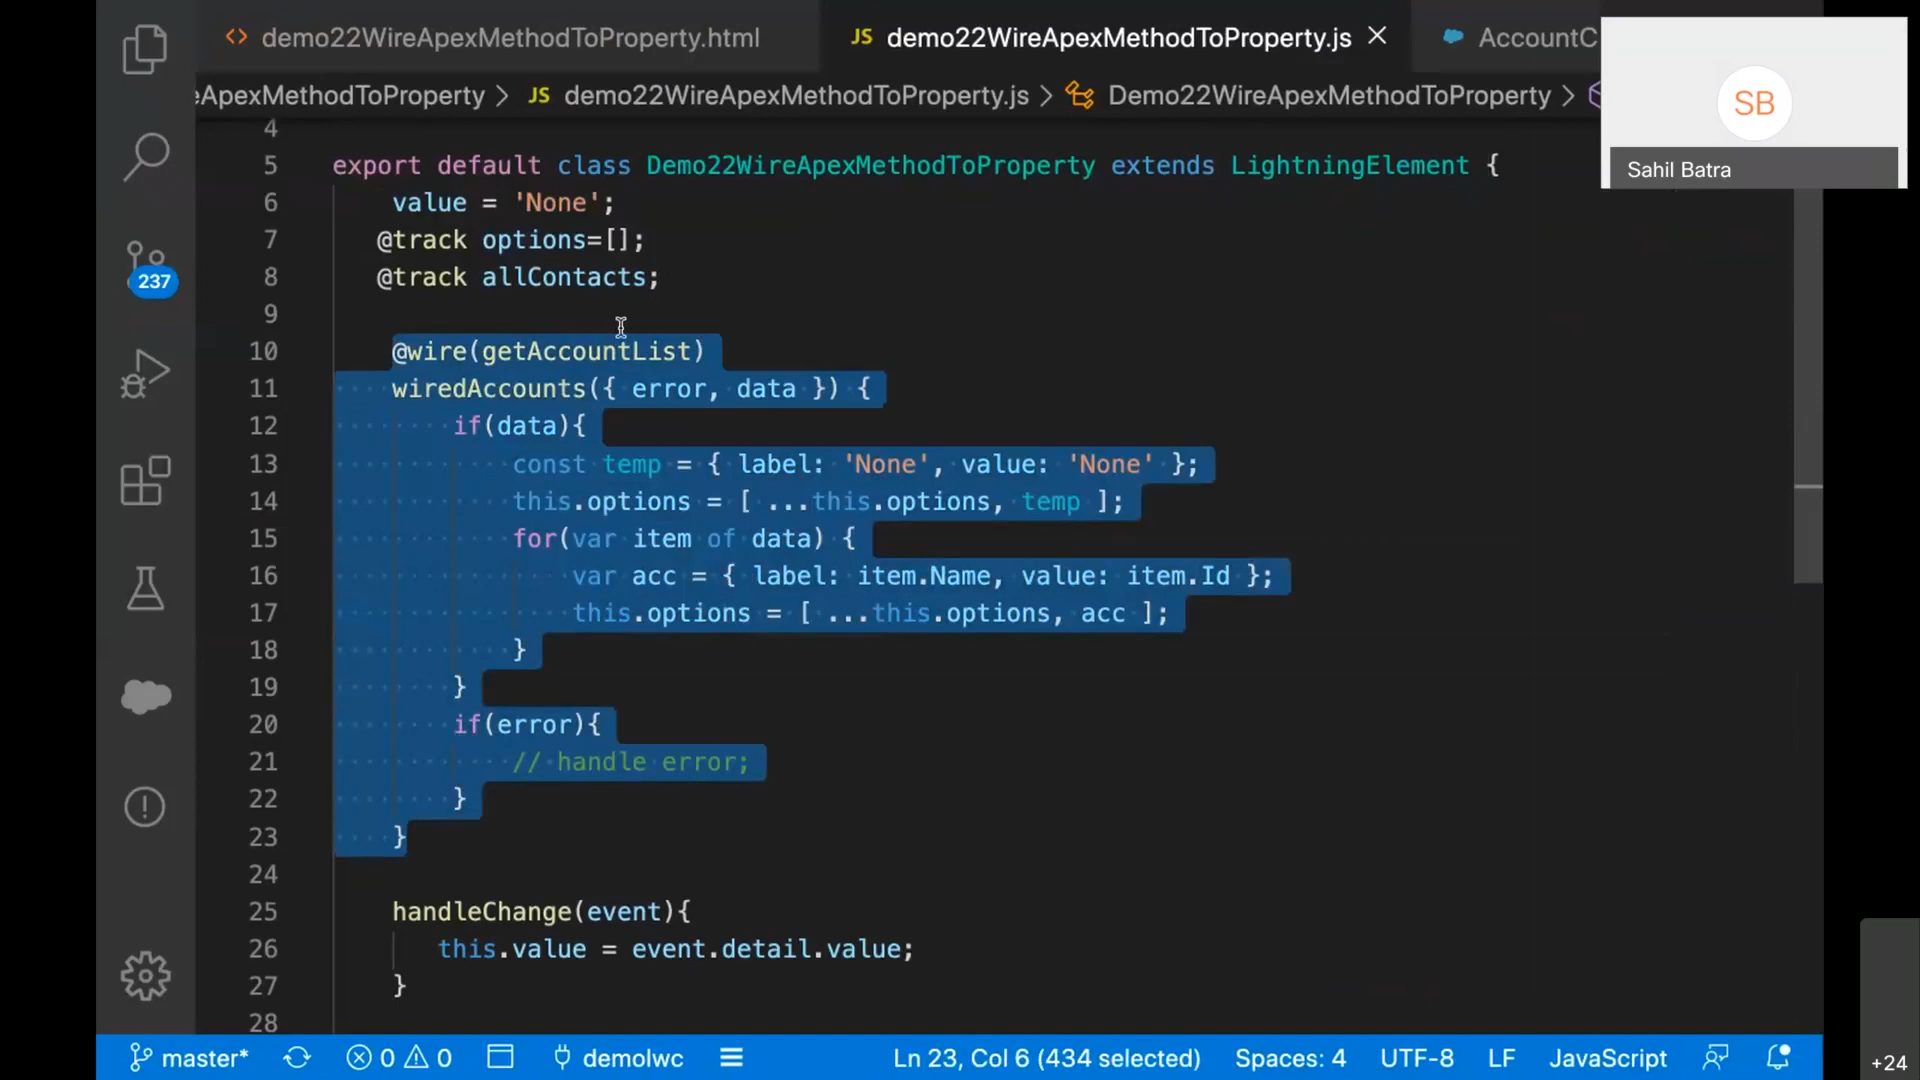 demo22WireApexMethodToProperty.html
JS demo22WireApexMethodToProperty.js
AccountC
eApexMethodToProperty > JS demo22WireApexMethodToProperty.js > Demo22WireApexMethodToProperty >
SB
Sahil Batra
4
5 export default class Demo22WireApexMethodToProperty extends LightningElement {
6 value = 'None';
7 @track options=[];
8 @track allContacts;
9
10 @wire(getAccountList)
11 wiredAccounts({ error, data }) {
12 if(data){
13 const temp = { label: 'None', value: 'None' };
14 this.options = [ ...this.options, temp ];
15 for(var item of data) {
16 var acc = { label: item.Name, value: item.Id };
17 this.options = [ ...this.options, acc ];
18 }
19 }
20 if(error){
21 // handle error;
22 }
23 }
24
25 handleChange(event){
26 this.value = event.detail.value;
27 }
28
237
master* 0 0 demolwc Ln 23, Col 6 (434 selected) Spaces: 4 UTF-8 LF JavaScript
+24